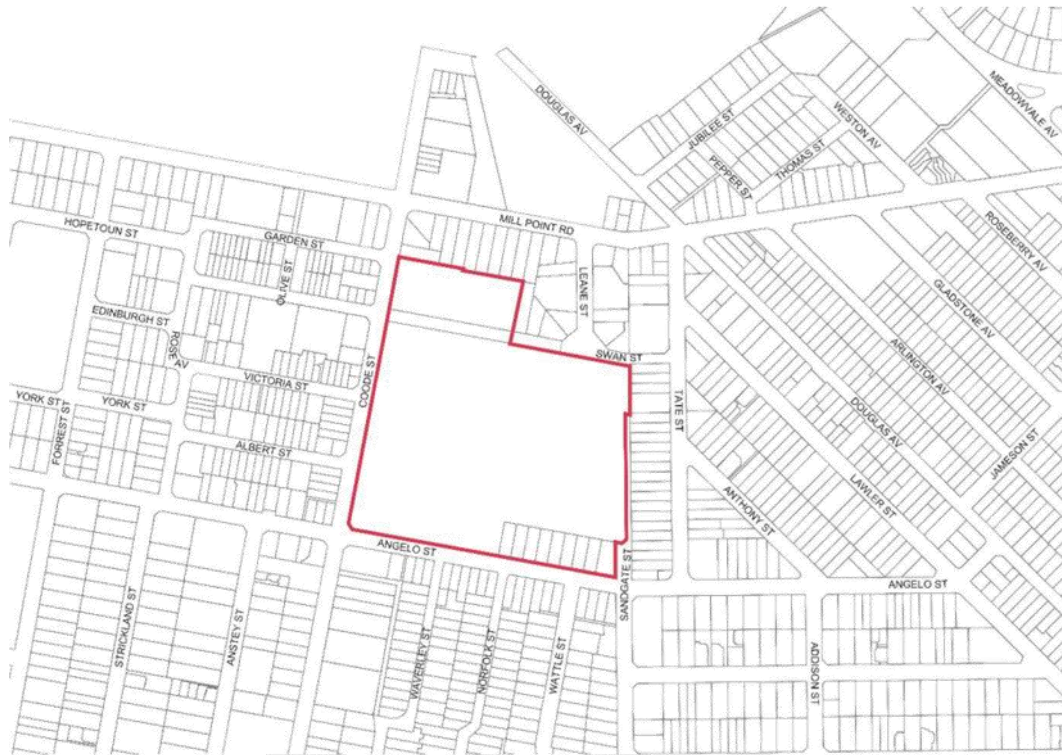 MEADOWVALE AV
DOUGLAS AV
WESTON AV
JUBILEE ST
THOMAS ST
PEPPER ST
HOPETOUN ST
GARDEN ST
MILL POINT RD
ROSEBERRY AV
OLIVE ST
LEANE ST
GLADSTONE AV
EDINBURGH ST
ROSE AV
SWAN ST
ARLINGTON AV
VICTORIA ST
COODE ST
TATE ST
DOUGLAS AV
YORK ST
YORK ST
FORREST ST
ALBERT ST
JAMESON ST
LAWLER ST
ANTHONY ST
ANGELO ST
SANDGATE ST
ANGELO ST
STRICKLAND ST
ANSTEY ST
WAVERLEY ST
NORFOLK ST
WATTLE ST
ADDISON ST